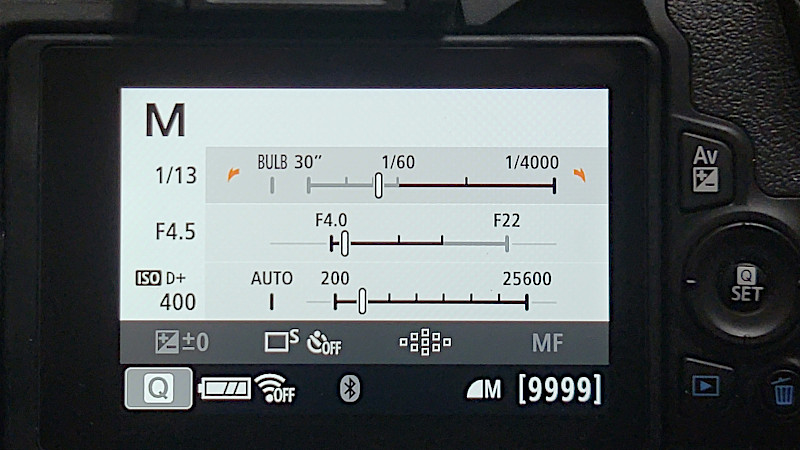 M
1/13 BULB 30” 1/60 1/4000
F4.5 F4.0 F22
ISO D+ AUTO 200 25600
400
±0 S OFF MF
Q OFF M [9999]
Av
Q
SET